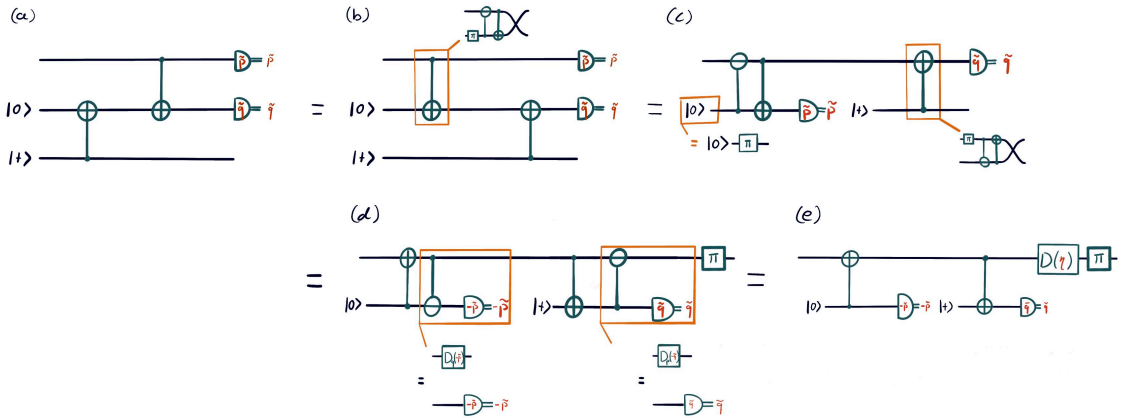 (a)
p̃ p̃
|0>
q̃ q̃
|+>
(b)
π
p̃ p̃
= |0>
q̃ q̃
|+>
(c)
q̃ q̃
= |0>
p̃ p̃
|+>
= |0> π
π
(d)
π
= |0>
-p̃ -p̃
|+>
q̃ q̃
=
-p̃ -p̃
=
q̃ q̃
(e)
= D(η) π
|0>
-p̃ -p̃
|+>
q̃ q̃